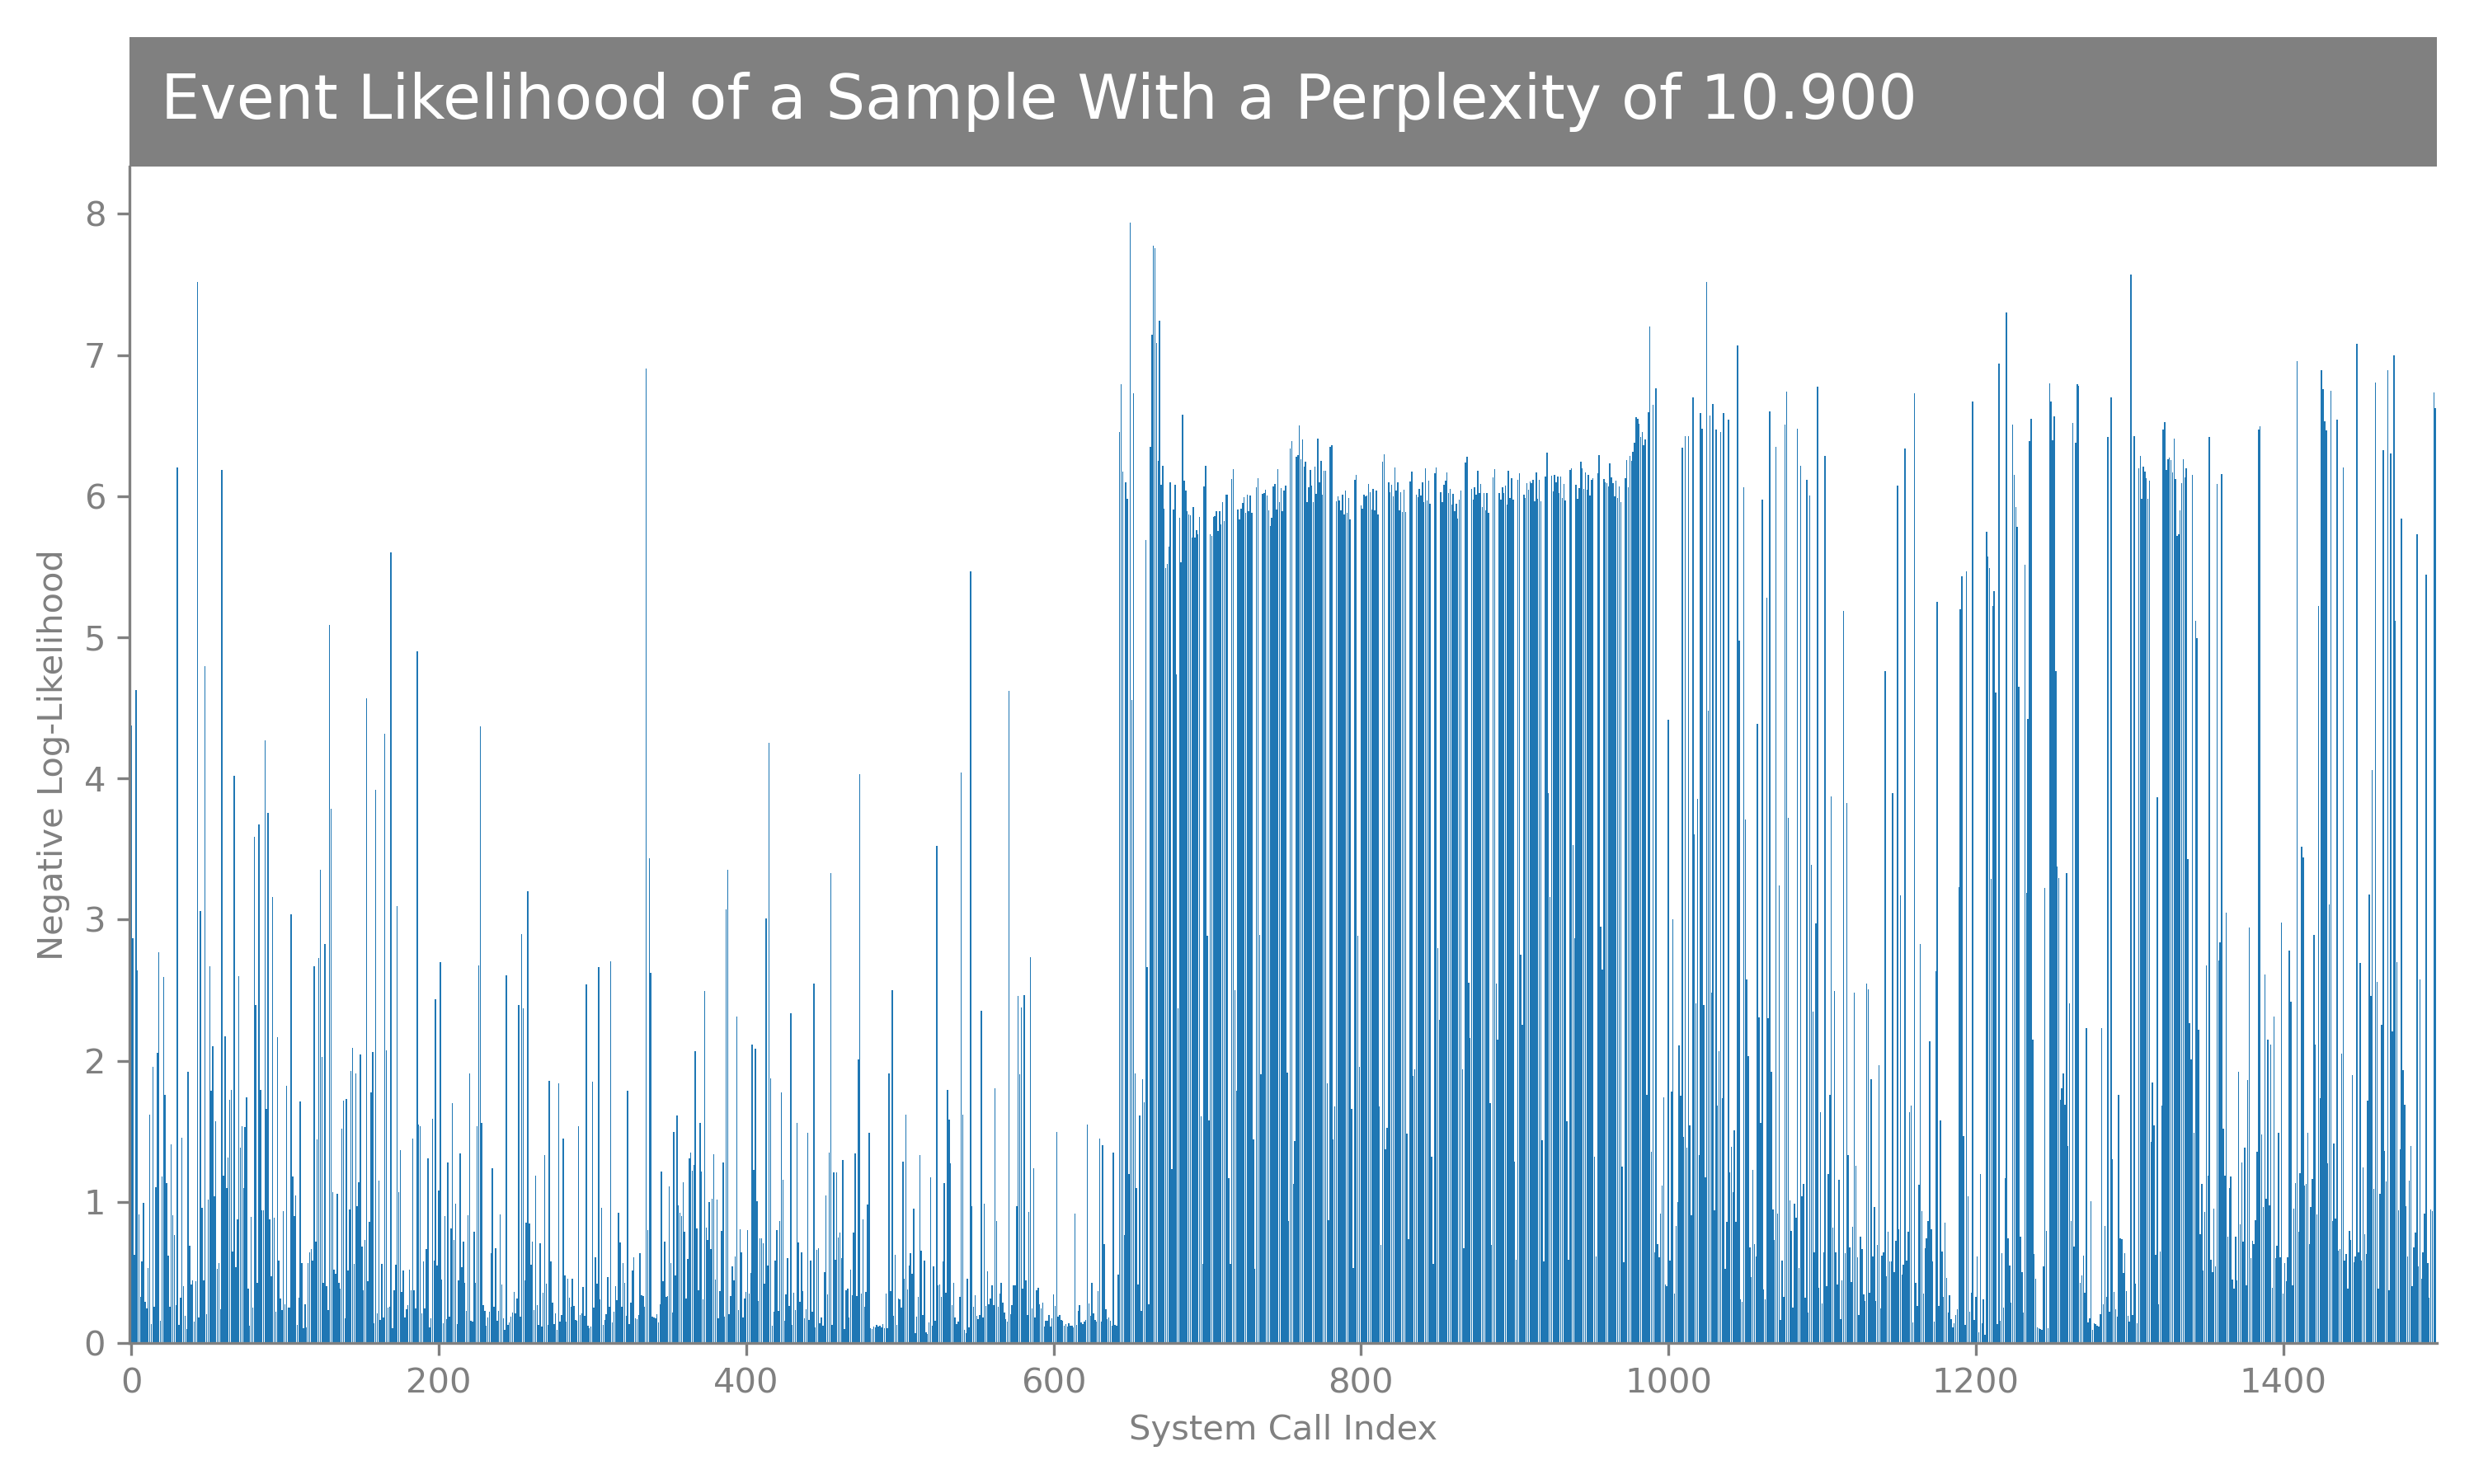 Event Likelihood of a Sample With a Perplexity of 10.900
8
7
6
5
4
3
2
1
0
Negative Log-Likelihood
0 200 400 600 800 1000 1200 1400
System Call Index